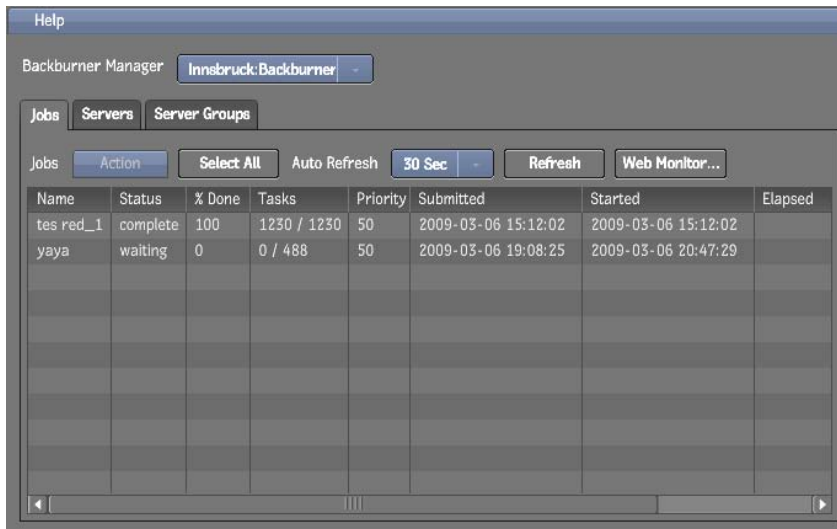 Help
Backburner Manager Innsbruck:Backburner
Jobs Servers Server Groups
Jobs Action Select All Auto Refresh 30 Sec Refresh Web Monitor...
Name Status % Done Tasks Priority Submitted Started Elapsed
tes red_1 complete 100 1230 / 1230 50 2009-03-06 15:12:02 2009-03-06 15:12:02
yaya waiting 0 0 / 488 50 2009-03-06 19:08:25 2009-03-06 20:47:29